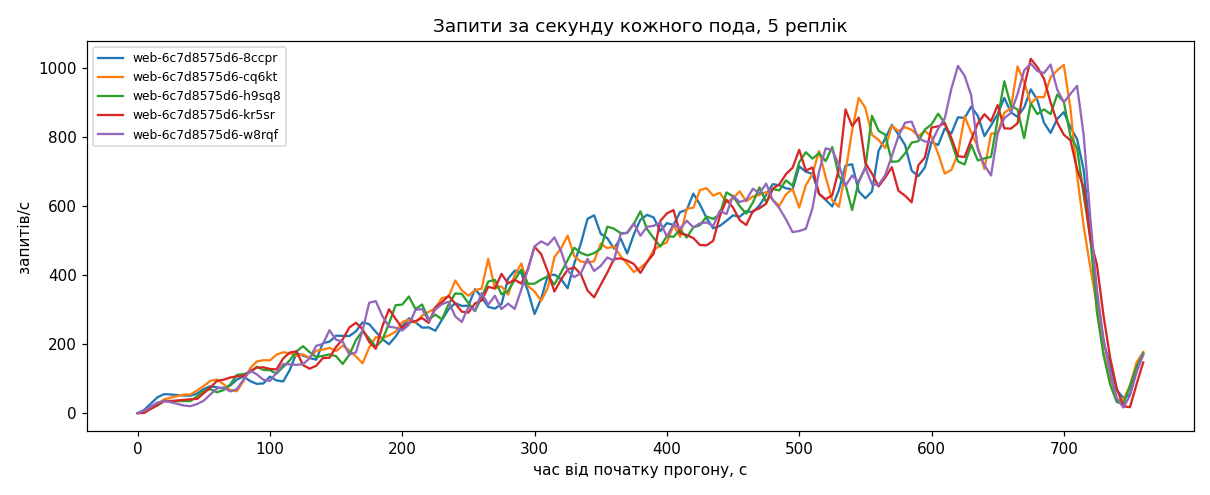 Запити за секунду кожного пода, 5 реплік
web-6c7d8575d6-8ccpr
web-6c7d8575d6-cq6kt
web-6c7d8575d6-h9sq8
web-6c7d8575d6-kr5sr
web-6c7d8575d6-w8rqf
запитів/с
1000
800
600
400
200
0
0 100 200 300 400 500 600 700
час від початку прогону, с